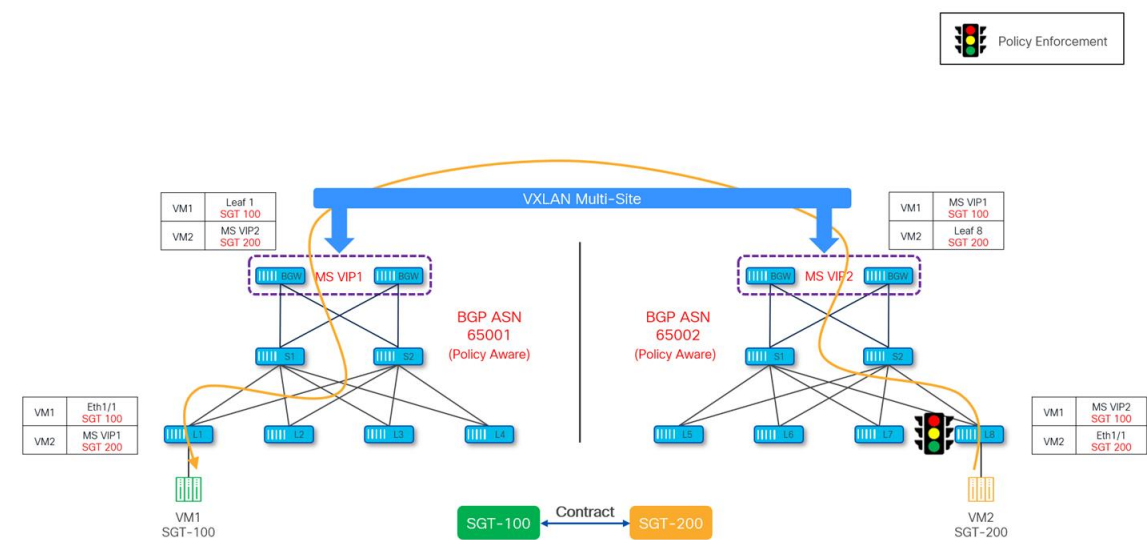 Policy Enforcement
VXLAN Multi-Site
VM1
Leaf 1
SGT 100
VM2
MS VIP2
SGT 200
VM1
MS VIP1
SGT 100
VM2
Leaf 8
SGT 200
BGW
MS VIP1
BGW
BGW
MS VIP2
BGW
BGP ASN
65001
(Policy Aware)
BGP ASN
65002
(Policy Aware)
S1
S2
S1
S2
VM1
Eth1/1
SGT 100
VM2
MS VIP1
SGT 200
VM1
MS VIP2
SGT 100
VM2
Eth1/1
SGT 200
L1
L2
L3
L4
L5
L6
L7
L8
VM1
SGT-100
VM2
SGT-200
SGT-100
Contract
SGT-200